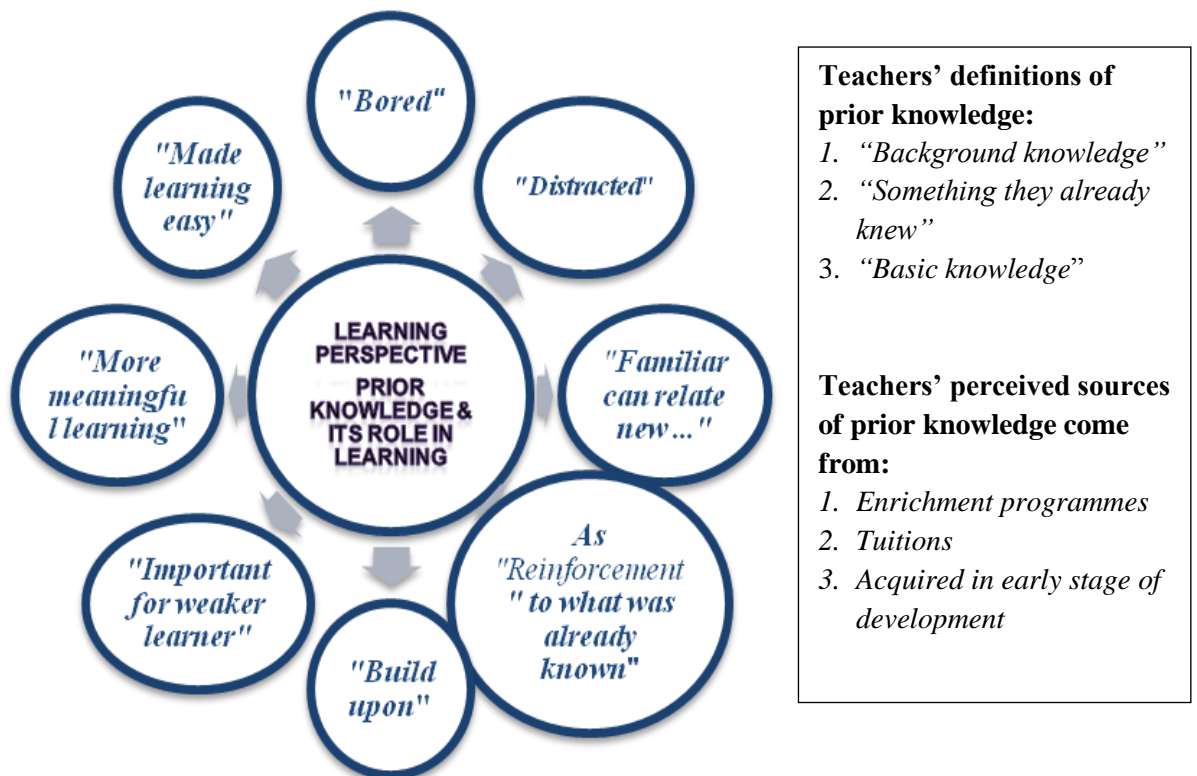 "Bored"
"Distracted"
"Familiar
can relate
new..."
As
"Reinforcement
" to what was
already
known"
"Build
upon"
"Important
for weaker
learner"
"More
meaningfu
l learning"
"Made
learning
easy"
LEARNING
PERSPECTIVE
PRIOR
KNOWLEDGE &
ITS ROLE IN
LEARNING
Teachers’ definitions of
prior knowledge:
1. “Background knowledge”
2. “Something they already
knew”
3. “Basic knowledge”
Teachers’ perceived sources
of prior knowledge come
from:
1. Enrichment programmes
2. Tuitions
3. Acquired in early stage of
development